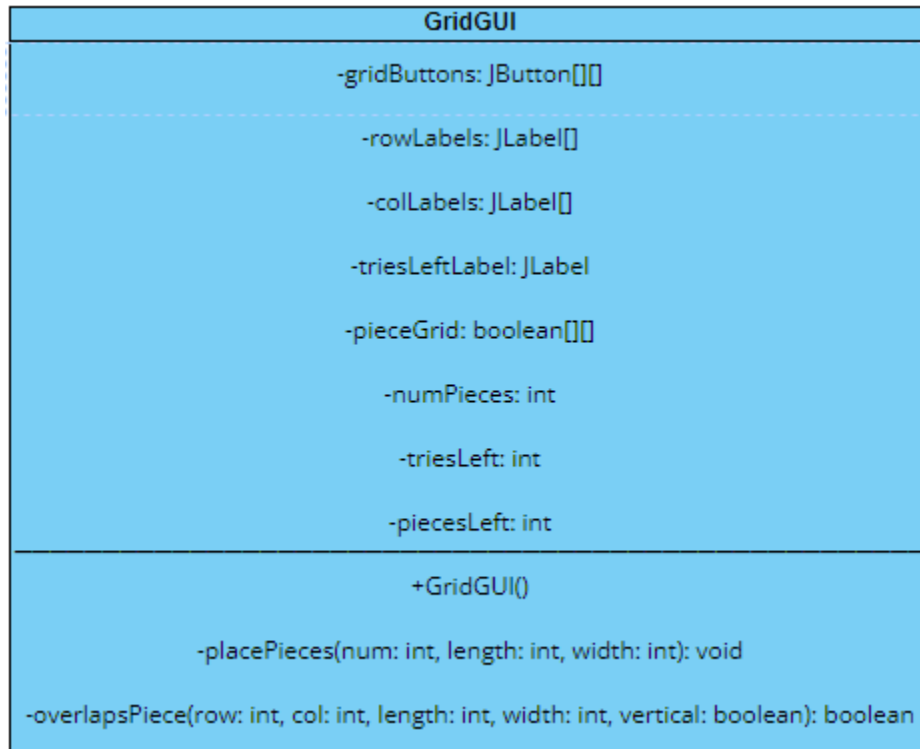 GridGUI
-gridButtons: JButton[][]
-rowLabels: JLabel[]
-colLabels: JLabel[]
-triesLeftLabel: JLabel
-pieceGrid: boolean[][]
-numPieces: int
-triesLeft: int
-piecesLeft: int
+GridGUI()
-placePieces(num: int, length: int, width: int): void
-overlapsPiece(row: int, col: int, length: int, width: int, vertical: boolean): boolean